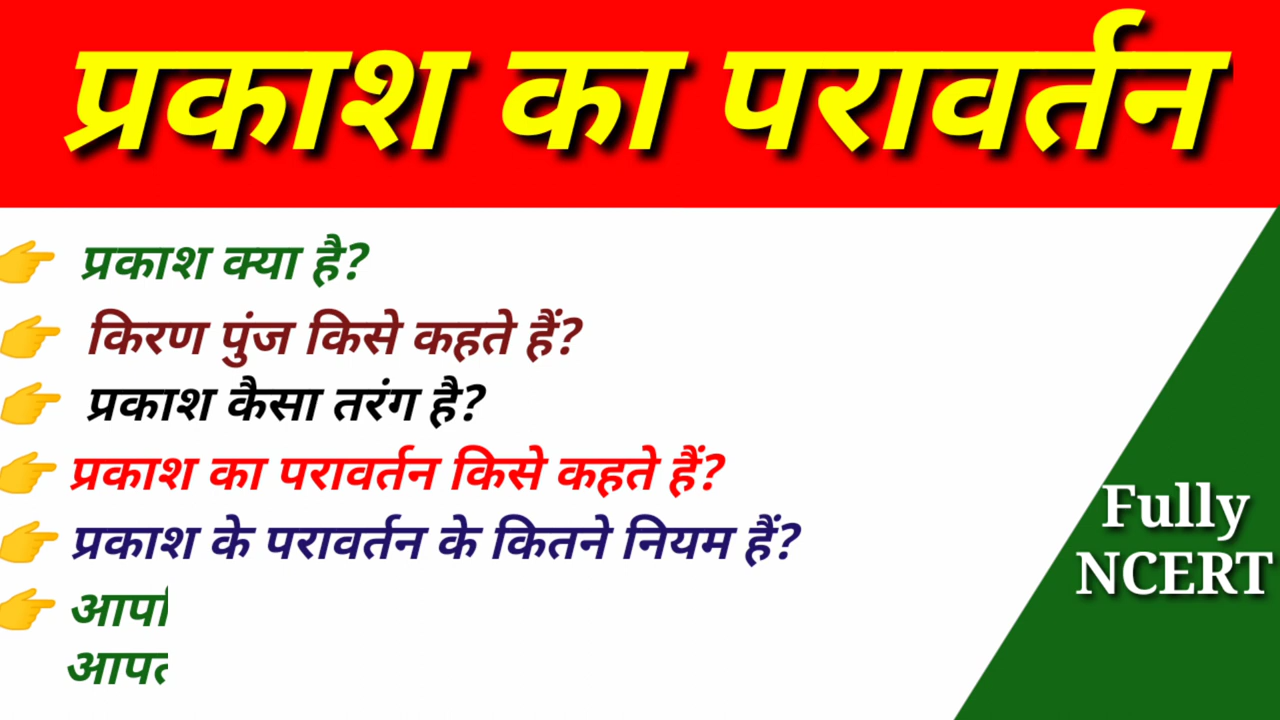 प्रकाश का परावर्तन
👉 प्रकाश क्या है?
👉 किरण पुंज किसे कहते हैं?
👉 प्रकाश कैसा तरंग है?
👉 प्रकाश का परावर्तन किसे कहते हैं?
👉 प्रकाश के परावर्तन के कितने नियम हैं?
Fully
NCERT